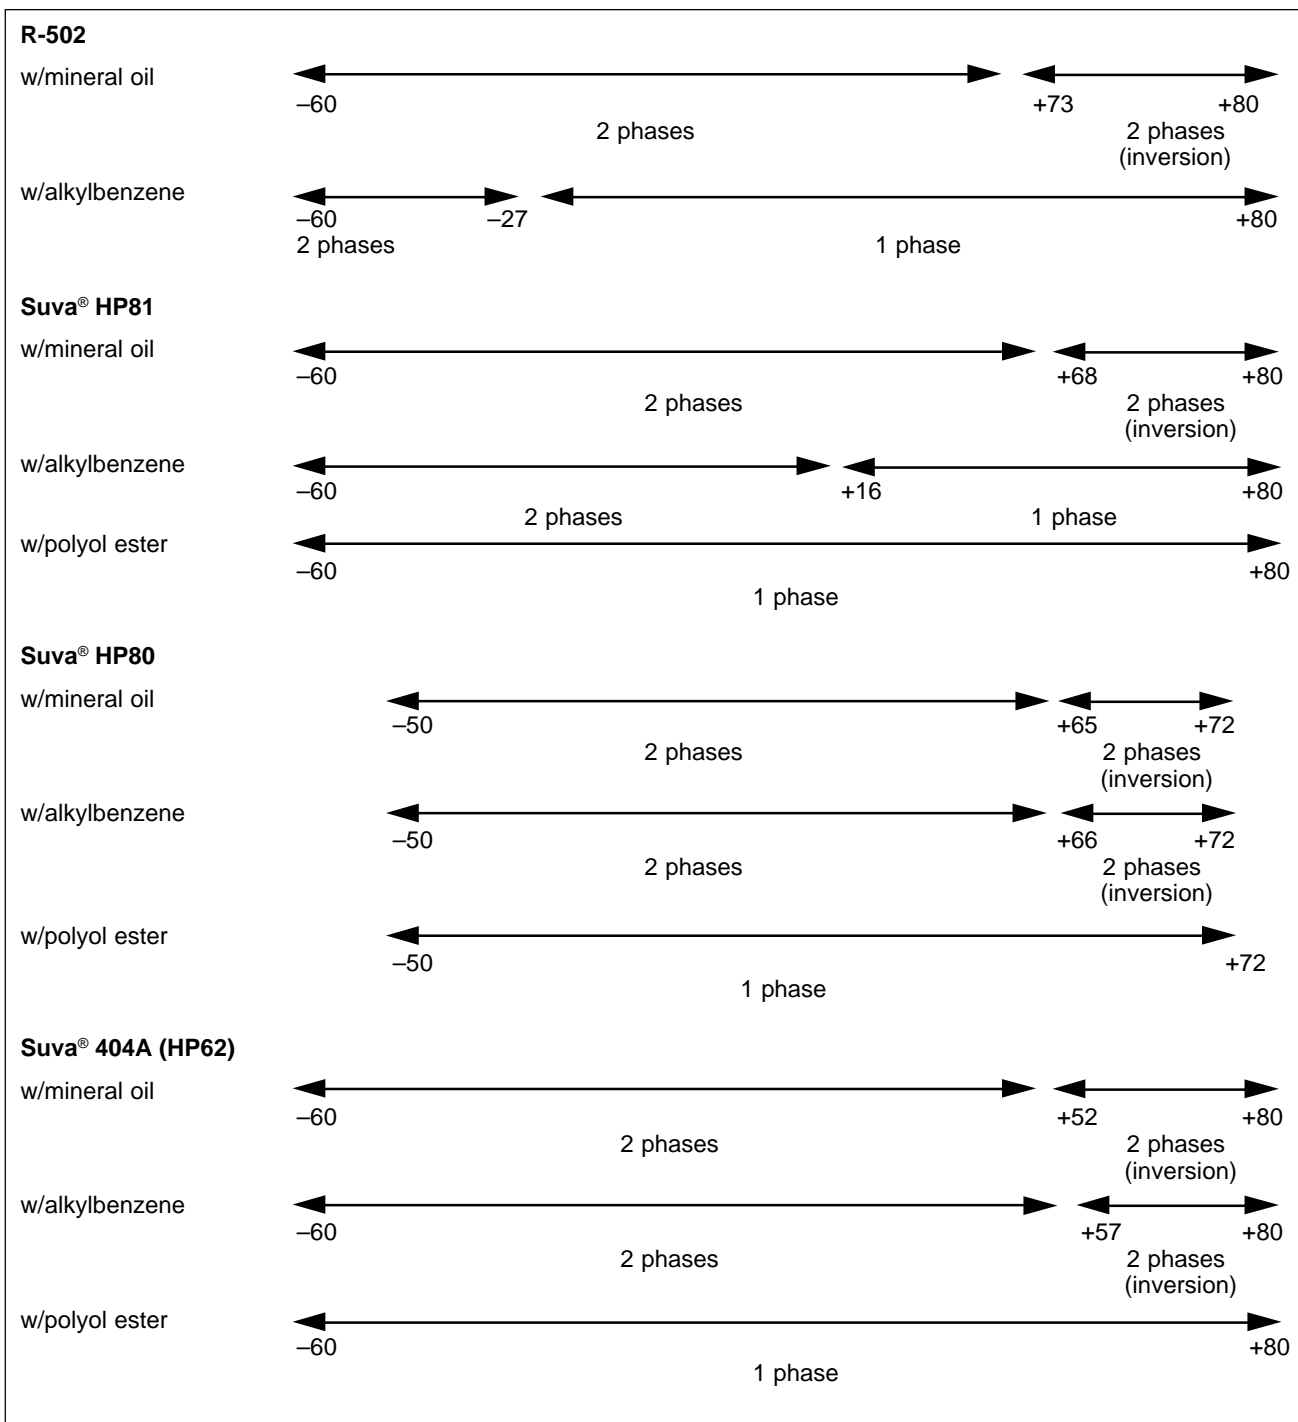 R-502
w/mineral oil
–60 +73 +80
2 phases 2 phases
(inversion)
w/alkylbenzene
–60 –27 +80
2 phases 1 phase
Suva® HP81
w/mineral oil
–60 +68 +80
2 phases 2 phases
(inversion)
w/alkylbenzene
–60 +16 +80
2 phases 1 phase
w/polyol ester
–60 +80
1 phase
Suva® HP80
w/mineral oil
–50 +65 +72
2 phases 2 phases
(inversion)
w/alkylbenzene
–50 +66 +72
2 phases 2 phases
(inversion)
w/polyol ester
–50 +72
1 phase
Suva® 404A (HP62)
w/mineral oil
–60 +52 +80
2 phases 2 phases
(inversion)
w/alkylbenzene
–60 +57 +80
2 phases 2 phases
(inversion)
w/polyol ester
–60 +80
1 phase